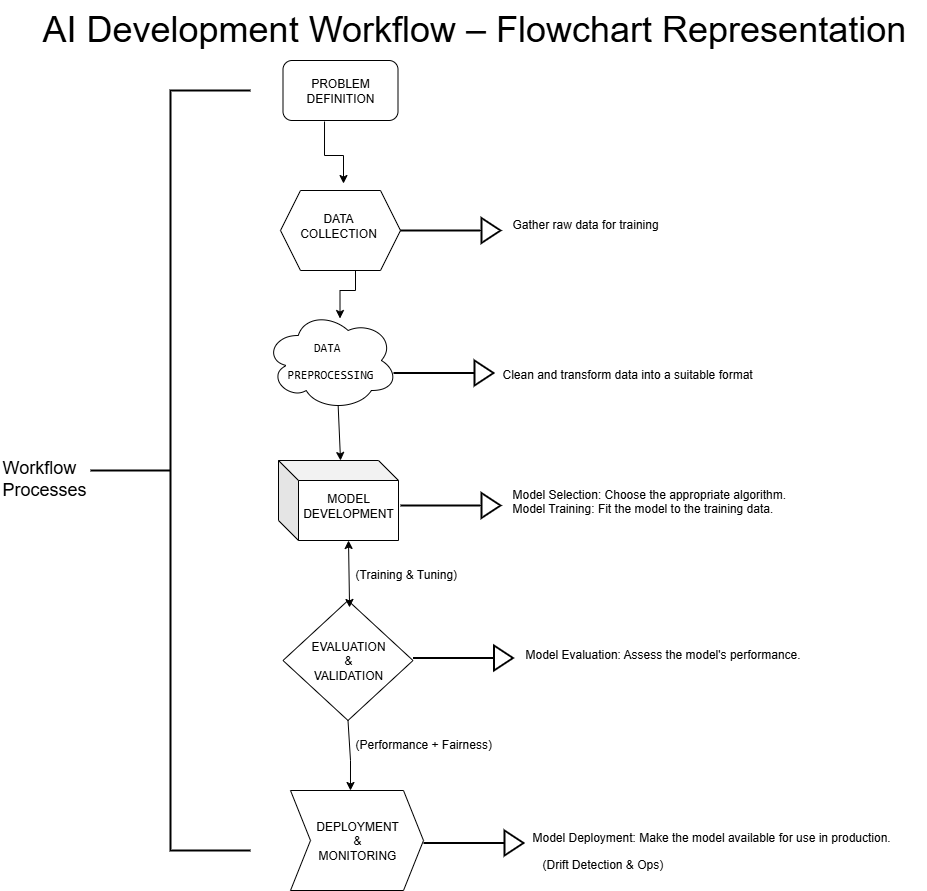 AI Development Workflow – Flowchart Representation
PROBLEM
DEFINITION
DATA
COLLECTION
Gather raw data for training
DATA
PREPROCESSING
Clean and transform data into a suitable format
Workflow
Processes
MODEL
DEVELOPMENT
Model Selection: Choose the appropriate algorithm.
Model Training: Fit the model to the training data.
(Training & Tuning)
EVALUATION
&
VALIDATION
Model Evaluation: Assess the model's performance.
(Performance + Fairness)
DEPLOYMENT
&
MONITORING
Model Deployment: Make the model available for use in production.
(Drift Detection & Ops)